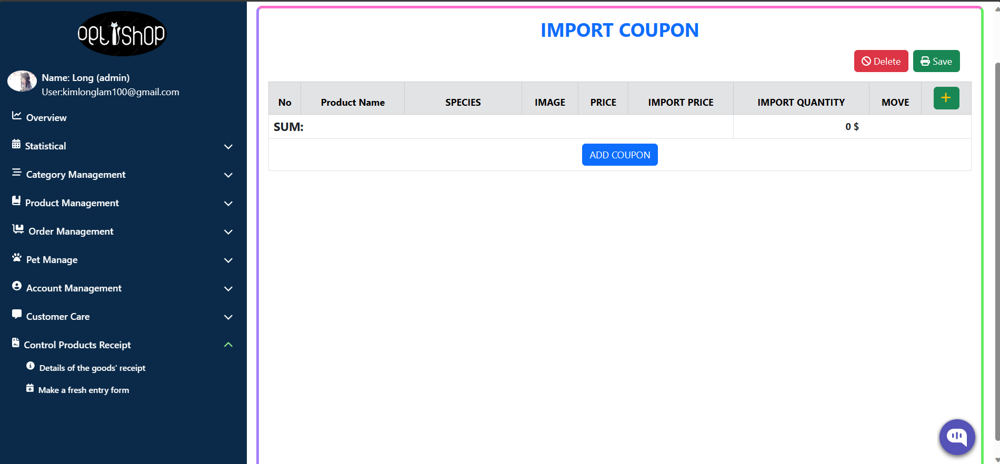 IMPORT COUPON
Name: Long (admin)
User:kimlonglam100@gmail.com
Overview
Statistical
Category Management
Product Management
Order Management
Pet Manage
Account Management
Customer Care
Control Products Receipt
Details of the goods' receipt
Make a fresh entry form
Delete Save
No Product Name SPECIES IMAGE PRICE IMPORT PRICE IMPORT QUANTITY MOVE
SUM: 0 $
ADD COUPON